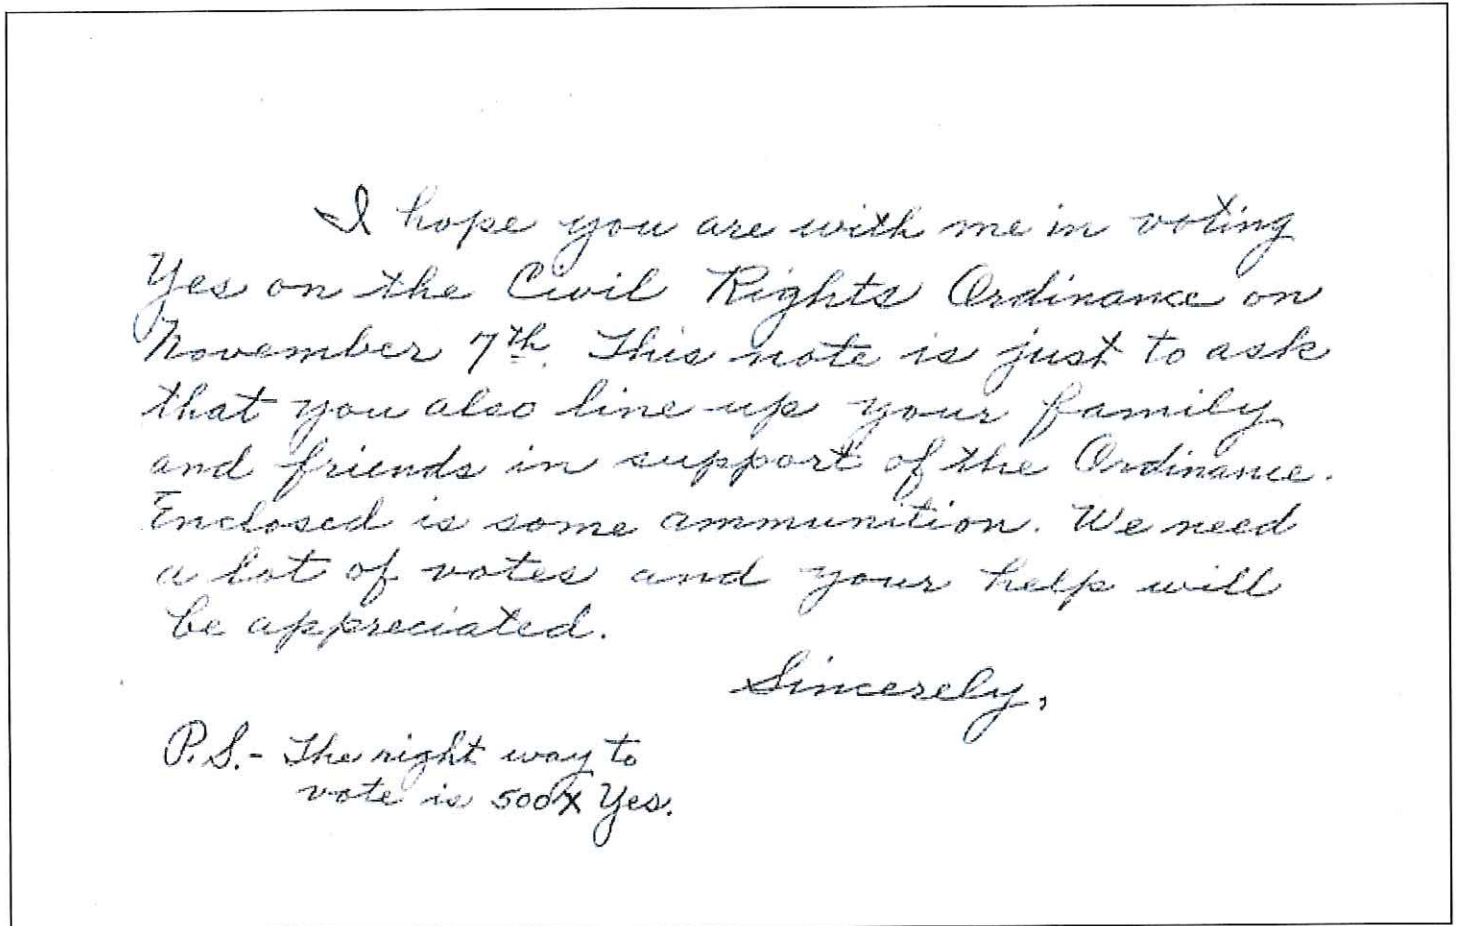 I hope you are with me in voting
Yes on the Civil Rights Ordinance on
November 7th. This note is just to ask
that you also line up your family
and friends in support of the Ordinance.
Enclosed is some ammunition. We need
a lot of votes and your help will
be appreciated.
Sincerely,
P.S.- The right way to
vote is 500X Yes.